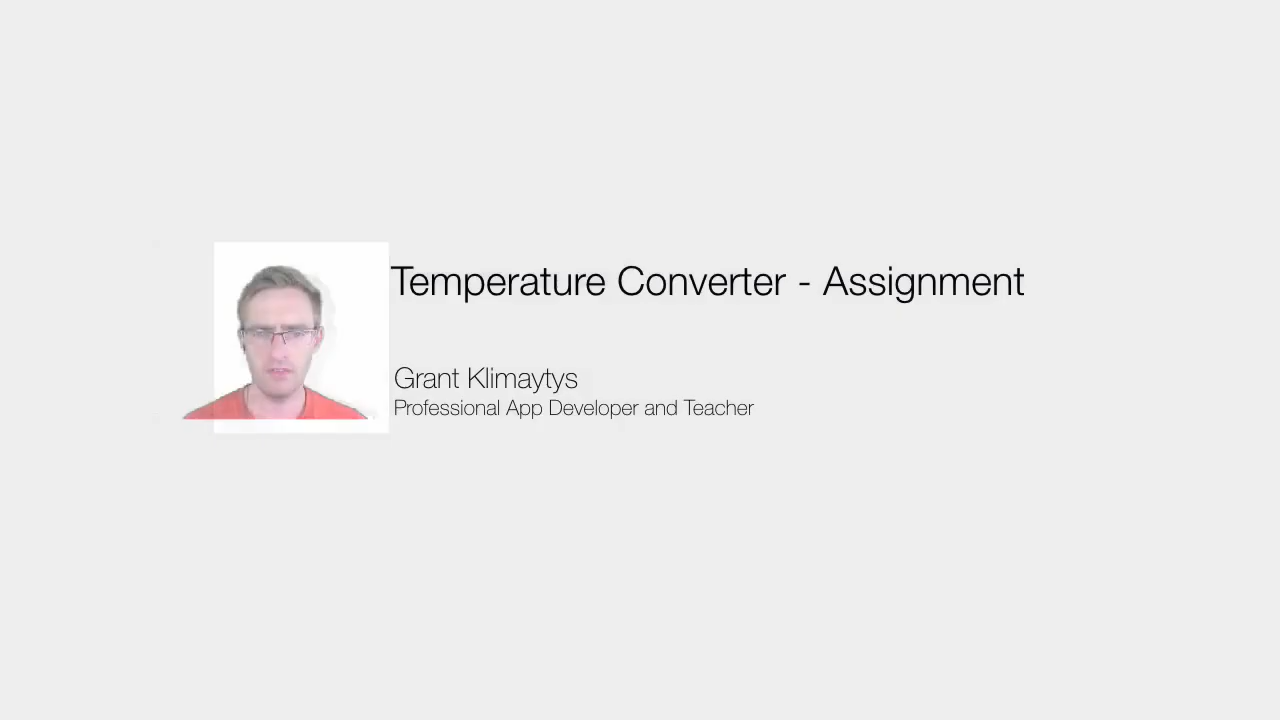 Temperature Converter - Assignment
Grant Klimaytys
Professional App Developer and Teacher